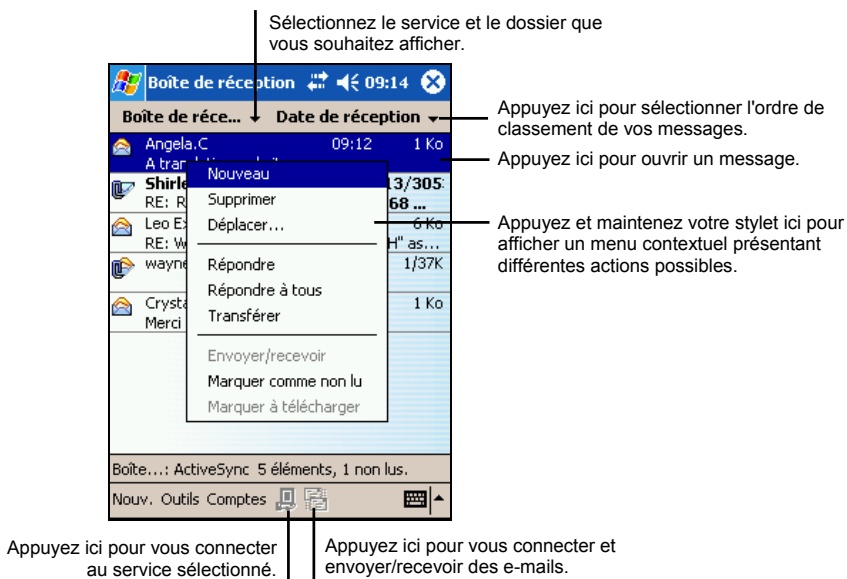 Sélectionnez le service et le dossier que
vous souhaitez afficher.
Boîte de réception 09:14
Boîte de réce... Date de réception
Appuyez ici pour sélectionner l'ordre de
classement de vos messages.
Angela.C 09:12 1 Ko
A
Appuyez ici pour ouvrir un message.
Nouveau
Supprimer
Déplacer...
Répondre
Répondre à tous
Transférer
Envoyer/recevoir
Marquer comme non lu
Marquer à télécharger
13/305
RE: 68 ...
Leo 6 Ko
RE: H" as...
wayne 1/37K
1 Ko
Merci
Appuyez et maintenez votre stylet ici pour
afficher un menu contextuel présentant
différentes actions possibles.
Boîte...: ActiveSync 5 éléments, 1 non lus.
Nouv. Outils Comptes
Appuyez ici pour vous connecter
au service sélectionné.
Appuyez ici pour vous connecter et
envoyer/recevoir des e-mails.